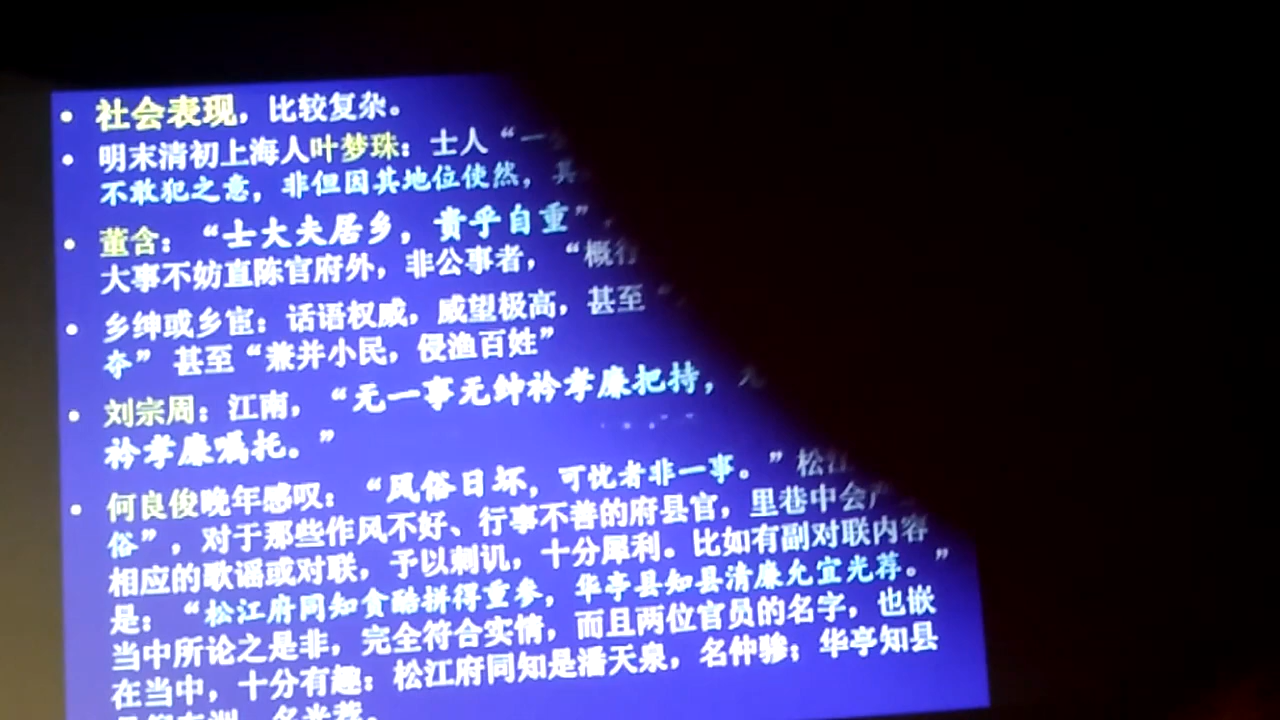 • 社会表现，比较复杂。
• 明末清初上海人叶梦珠：士人“一
不敢犯之意，非但因其地位使然，其
• 董含：“士大夫居乡，贵乎自重”，
大事不妨直陈官府外，非公事者，“概行
• 乡绅或乡宦：话语权威，威望极高，甚至“
夺”甚至“兼并小民，侵渔百姓”
• 刘宗周：江南，“无一事无绅衿孝廉把持，
衿孝廉嘱托。”
• 何良俊晚年感叹：“风俗日坏，可忧者非一事。”松江
俗”，对于那些作风不好、行事不善的府县官，里巷中会产
相应的歌谣或对联，予以刺讥，十分犀利。比如有副对联内容
是：“松江府同知贪酷拼得重参，华亭县知县清廉允宜光荐。”
当中所论之是非，完全符合实情，而且两位官员的名字，也嵌
在当中，十分有趣：松江府同知是潘天泉，名仲骖；华亭知县
名光荐。